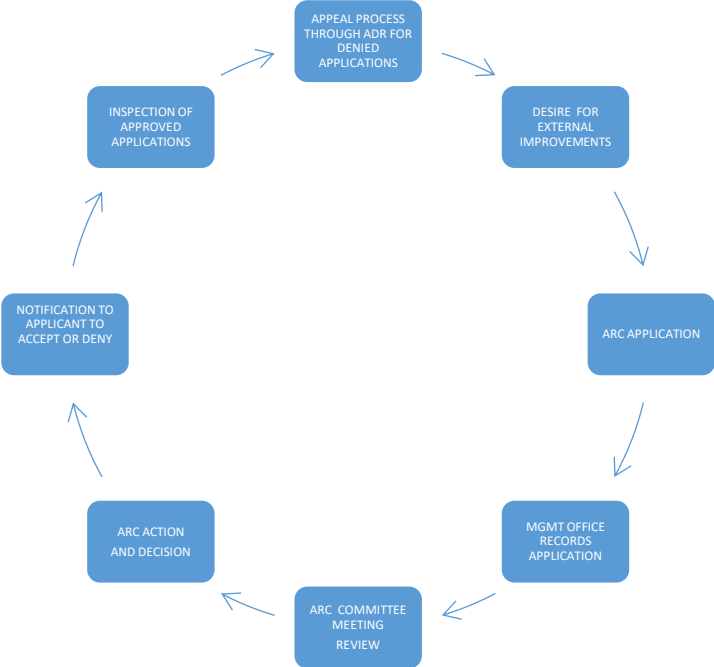 APPEAL PROCESS
THROUGH ADR FOR
DENIED
APPLICATIONS
DESIRE FOR
EXTERNAL
IMPROVEMENTS
ARC APPLICATION
MGMT OFFICE
RECORDS
APPLICATION
ARC COMMITTEE
MEETING
REVIEW
ARC ACTION
AND DECISION
NOTIFICATION TO
APPLICANT TO
ACCEPT OR DENY
INSPECTION OF
APPROVED
APPLICATIONS